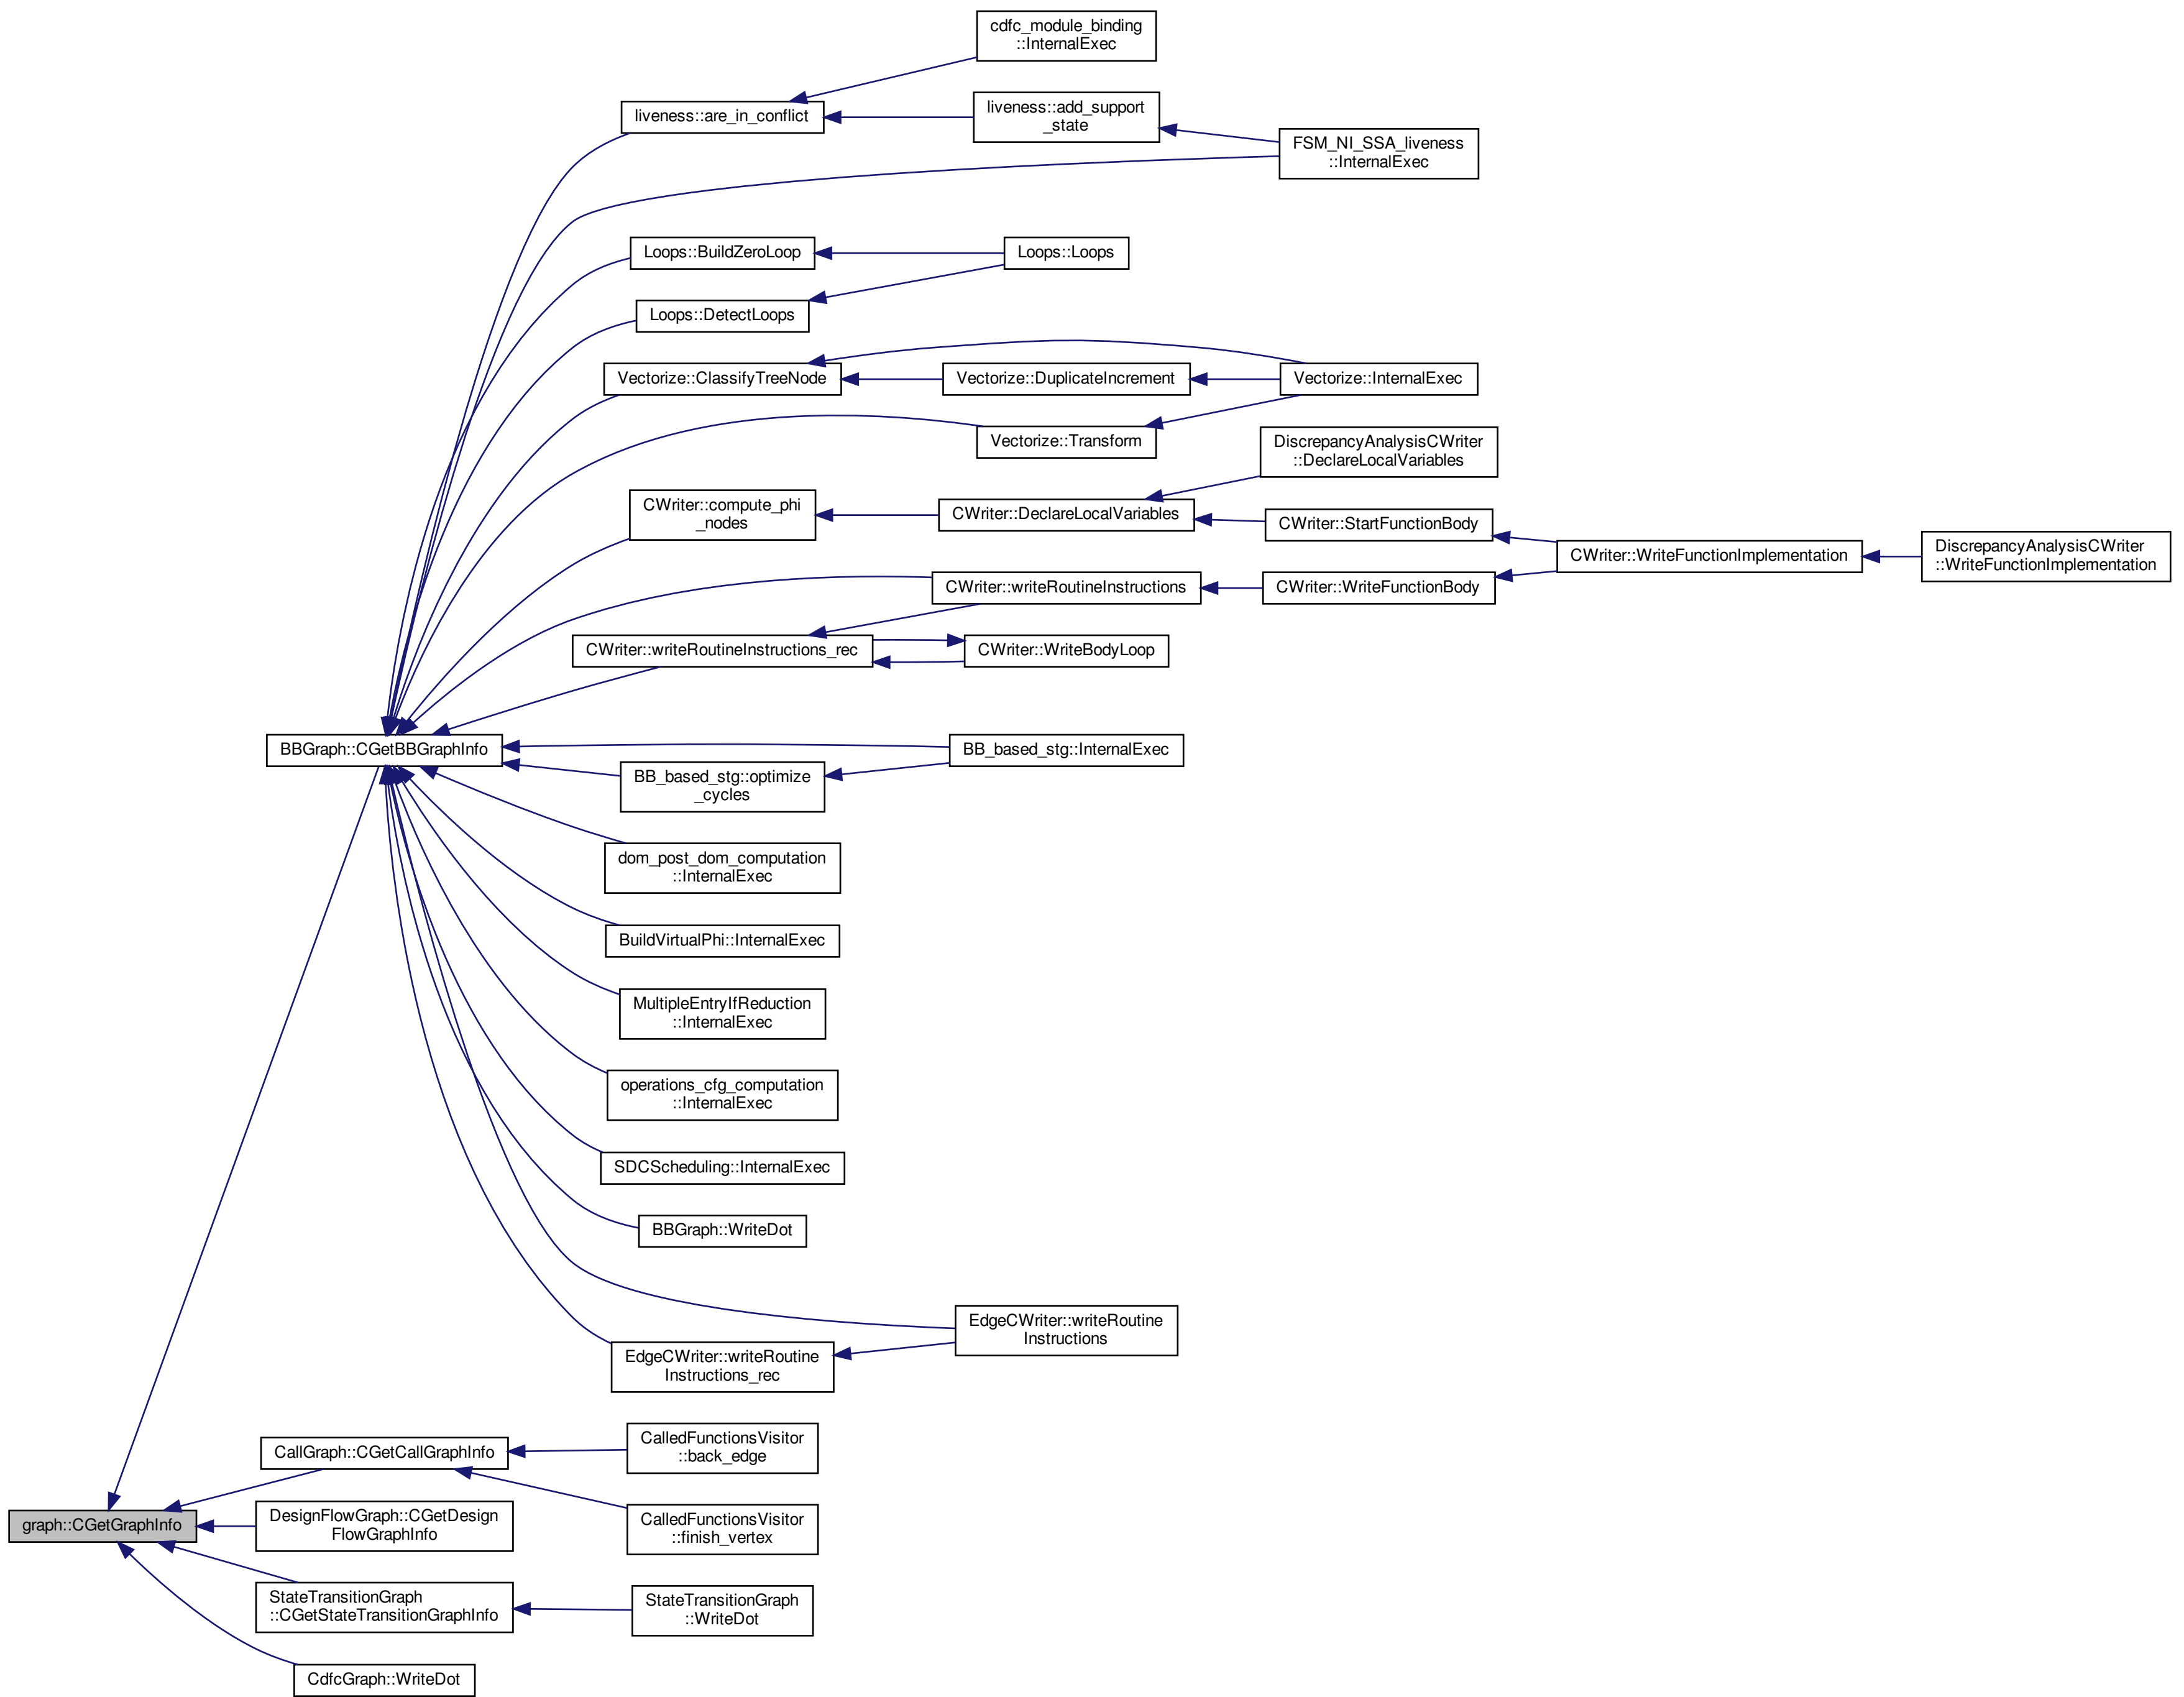 cdfc_module_binding
::InternalExec
liveness::are_in_conflict
liveness::add_support
_state
FSM_NI_SSA_liveness
::InternalExec
Loops::BuildZeroLoop
Loops::Loops
Loops::DetectLoops
Vectorize::ClassifyTreeNode
Vectorize::DuplicateIncrement
Vectorize::InternalExec
Vectorize::Transform
DiscrepancyAnalysisCWriter
::DeclareLocalVariables
CWriter::compute_phi
_nodes
CWriter::DeclareLocalVariables
CWriter::StartFunctionBody
CWriter::WriteFunctionImplementation
DiscrepancyAnalysisCWriter
::WriteFunctionImplementation
CWriter::writeRoutineInstructions
CWriter::WriteFunctionBody
CWriter::writeRoutineInstructions_rec
CWriter::WriteBodyLoop
BBGraph::CGetBBGraphInfo
BB_based_stg::InternalExec
BB_based_stg::optimize
_cycles
dom_post_dom_computation
::InternalExec
BuildVirtualPhi::InternalExec
MultipleEntryIfReduction
::InternalExec
operations_cfg_computation
::InternalExec
SDCScheduling::InternalExec
BBGraph::WriteDot
EdgeCWriter::writeRoutine
Instructions
EdgeCWriter::writeRoutine
Instructions_rec
CallGraph::CGetCallGraphInfo
CalledFunctionsVisitor
::back_edge
graph::CGetGraphInfo
DesignFlowGraph::CGetDesign
FlowGraphInfo
CalledFunctionsVisitor
::finish_vertex
StateTransitionGraph
::CGetStateTransitionGraphInfo
StateTransitionGraph
::WriteDot
CdfcGraph::WriteDot